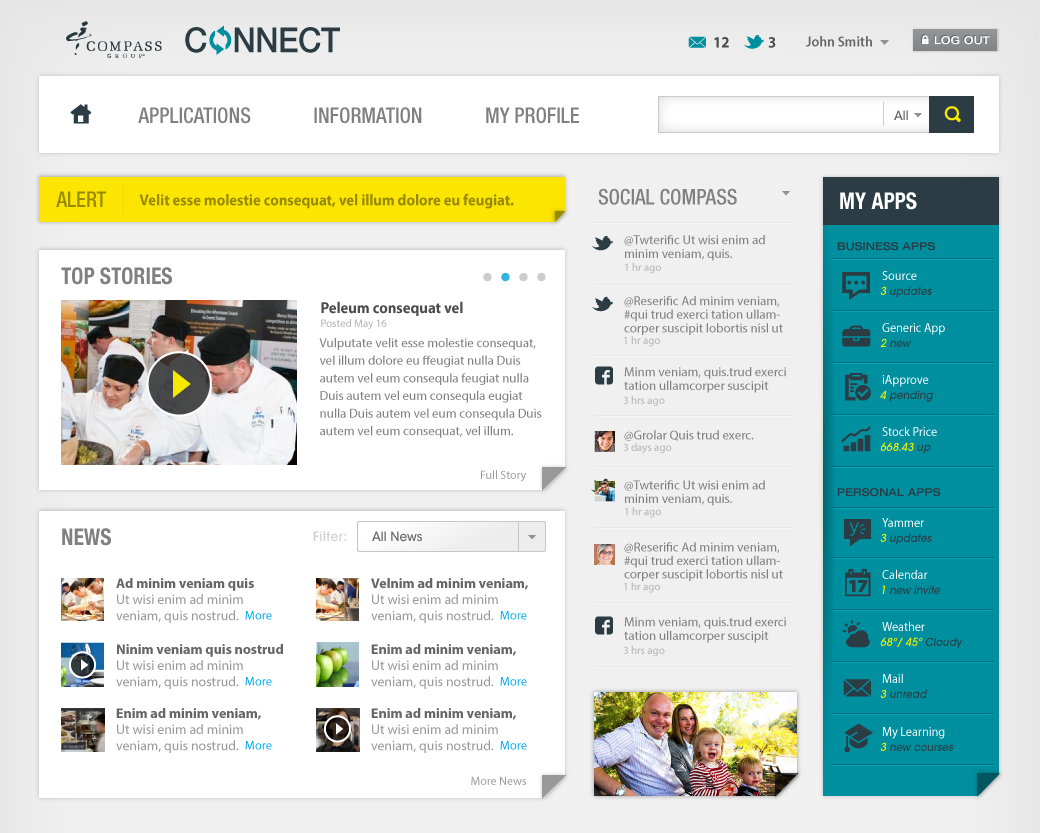 COMPASS
GROUP
CONNECT
12
3
John Smith
LOG OUT
APPLICATIONS
INFORMATION
MY PROFILE
All
ALERT
Velit esse molestie consequat, vel illum dolore eu feugiat.
TOP STORIES
Peleum consequat vel
Posted May 16
Vulputate velit esse molestie consequat,
vel illum dolore eu ffeugiat nulla Duis
autem vel eum consequla feugiat nulla
Duis autem vel eum consequla eugiat
nulla Duis autem vel eum consequla Duis
autem vel eum consequat, vel illum.
Full Story
NEWS
Filter:
All News
Ad minim veniam quis
Ut wisi enim ad minim
veniam, quis nostrud. More
Velnim ad minim veniam,
Ut wisi enim ad minim
veniam, quis nostrud. More
Ninim veniam quis nostrud
Ut wisi enim ad minim
veniam, quis nostrud. More
Enim ad minim veniam,
Ut wisi enim ad minim
veniam, quis nostrud. More
Enim ad minim veniam,
Ut wisi enim ad minim
veniam, quis nostrud. More
Enim ad minim veniam,
Ut wisi enim ad minim
veniam, quis nostrud. More
More News
SOCIAL COMPASS
@Twterific Ut wisi enim ad
minim veniam, quis.
1 hr ago
@Reserific Ad minim veniam,
#qui trud exerci tation ullam-
corper suscipit lobortis nisl ut
1 hr ago
Minm veniam, quis.trud exerci
tation ullamcorper suscipit
3 hrs ago
@Grolar Quis trud exerc.
3 days ago
@Twterific Ut wisi enim ad
minim veniam, quis.
1 hr ago
@Reserific Ad minim veniam,
#qui trud exerci tation ullam-
corper suscipit lobortis nisl ut
1 hr ago
Minm veniam, quis.trud exerci
tation ullamcorper suscipit
3 hrs ago
MY APPS
BUSINESS APPS
Source
3 updates
Generic App
2 new
iApprove
4 pending
Stock Price
668.43 up
PERSONAL APPS
Yammer
3 updates
Calendar
17
1 new invite
Weather
68°/ 45° Cloudy
Mail
3 unread
My Learning
3 new courses